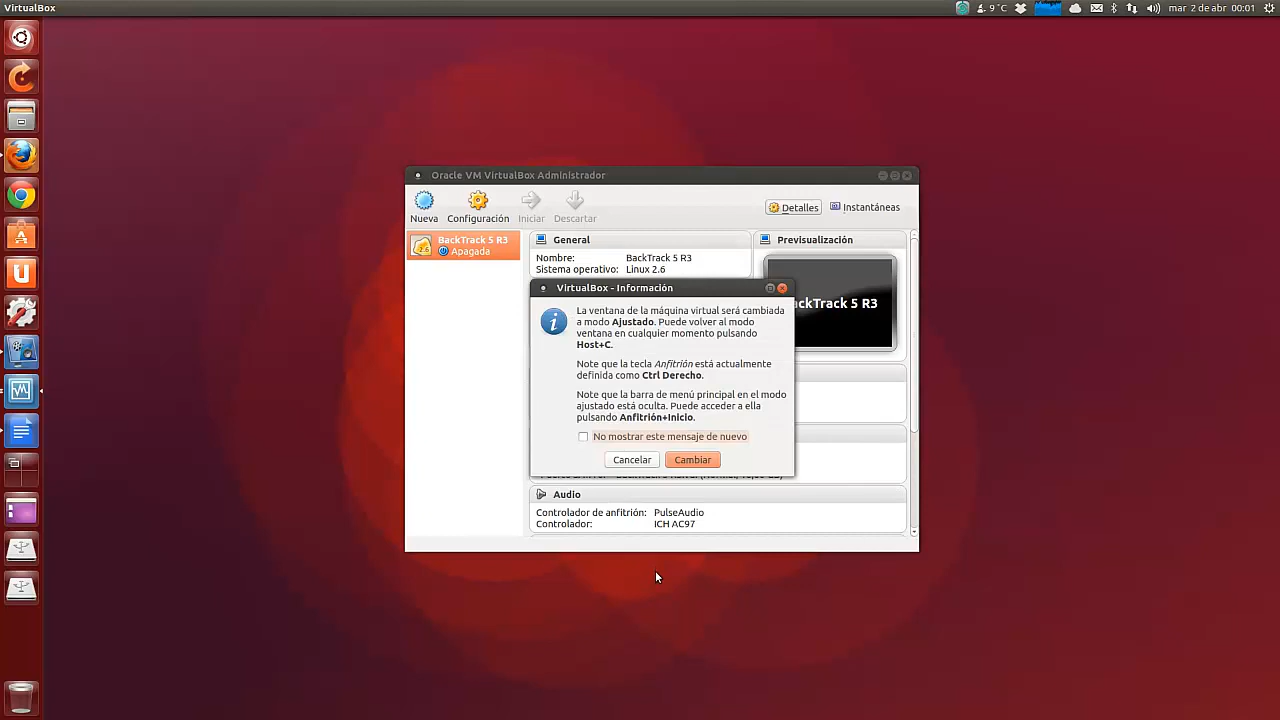 VirtualBox
9 °C
mar 2 de abr 00:01
Oracle VM VirtualBox Administrador
Nueva
Configuración
Iniciar
Descartar
Detalles
Instantáneas
BackTrack 5 R3
Apagada
2.6
General
Nombre: BackTrack 5 R3
Sistema operativo: Linux 2.6
Previsualización
ckTrack 5 R3
VirtualBox - Información
La ventana de la máquina virtual será cambiada
a modo Ajustado. Puede volver al modo
ventana en cualquier momento pulsando
Host+C.
Note que la tecla Anfitrión está actualmente
definida como Ctrl Derecho.
Note que la barra de menú principal en el modo
ajustado está oculta. Puede acceder a ella
pulsando Anfitrión+Inicio.
No mostrar este mensaje de nuevo
Cancelar
Cambiar
Audio
Controlador de anfitrión: PulseAudio
Controlador: ICH AC97